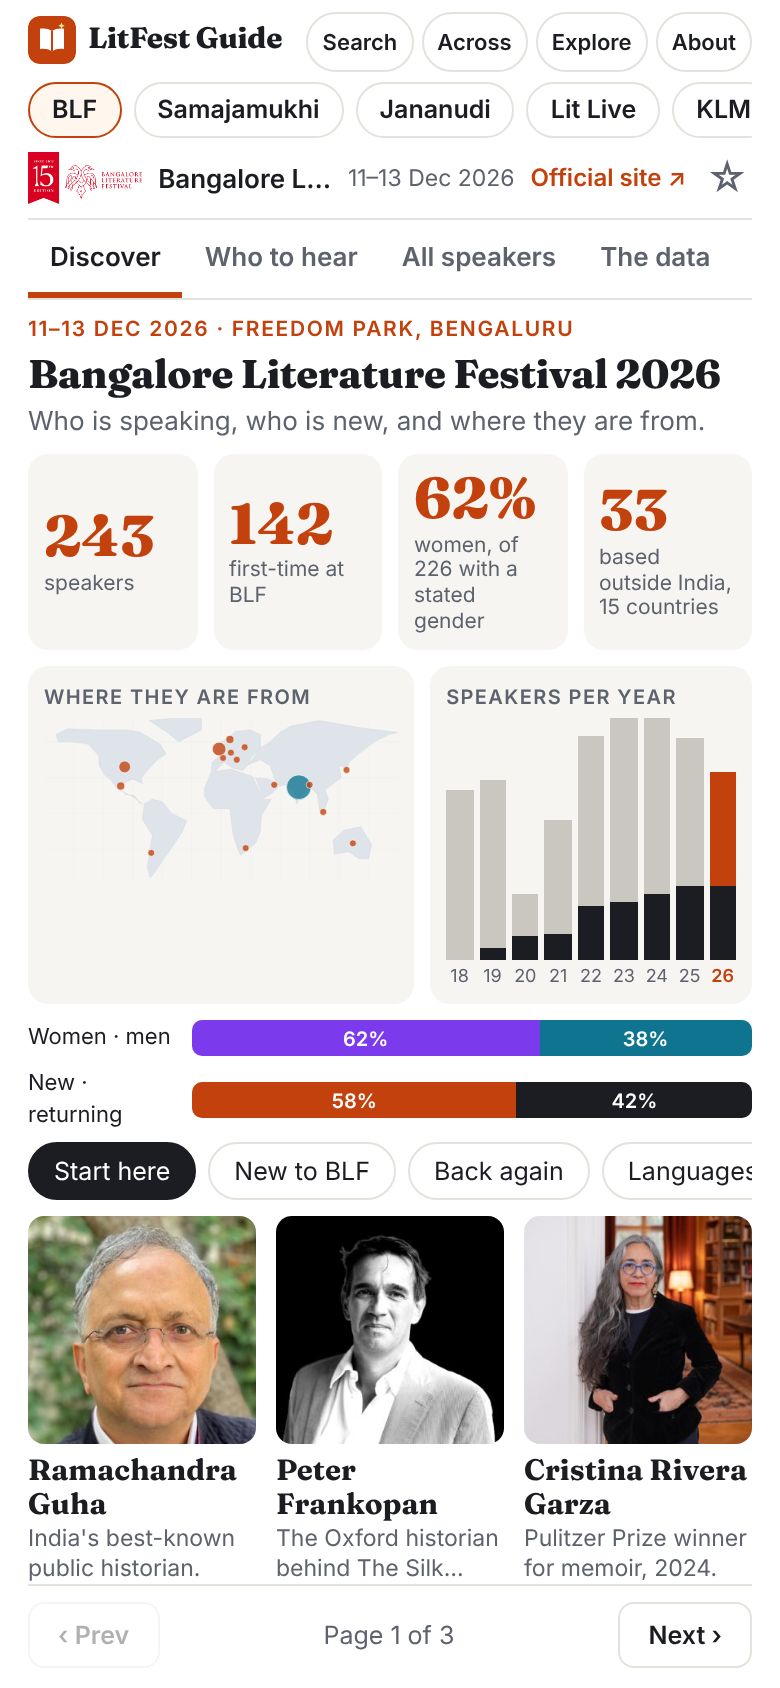 LitFest Guide
Search
Across
Explore
About
BLF
Samajamukhi
Jananudi
Lit Live
KLM
15
EDITION
BANGALORE
LITERATURE
FESTIVAL
Bangalore L...
11–13 Dec 2026
Official site ↗
Discover
Who to hear
All speakers
The data
11–13 DEC 2026 · FREEDOM PARK, BENGALURU
Bangalore Literature Festival 2026
Who is speaking, who is new, and where they are from.
243
speakers
142
first-time at
BLF
62%
women, of
226 with a
stated
gender
33
based
outside India,
15 countries
WHERE THEY ARE FROM
SPEAKERS PER YEAR
18 19 20 21 22 23 24 25 26
Women · men
62%
38%
New ·
returning
58%
42%
Start here
New to BLF
Back again
Languages
Ramachandra
Guha
India's best-known
public historian.
Peter
Frankopan
The Oxford historian
behind The Silk...
Cristina Rivera
Garza
Pulitzer Prize winner
for memoir, 2024.
‹ Prev
Page 1 of 3
Next ›